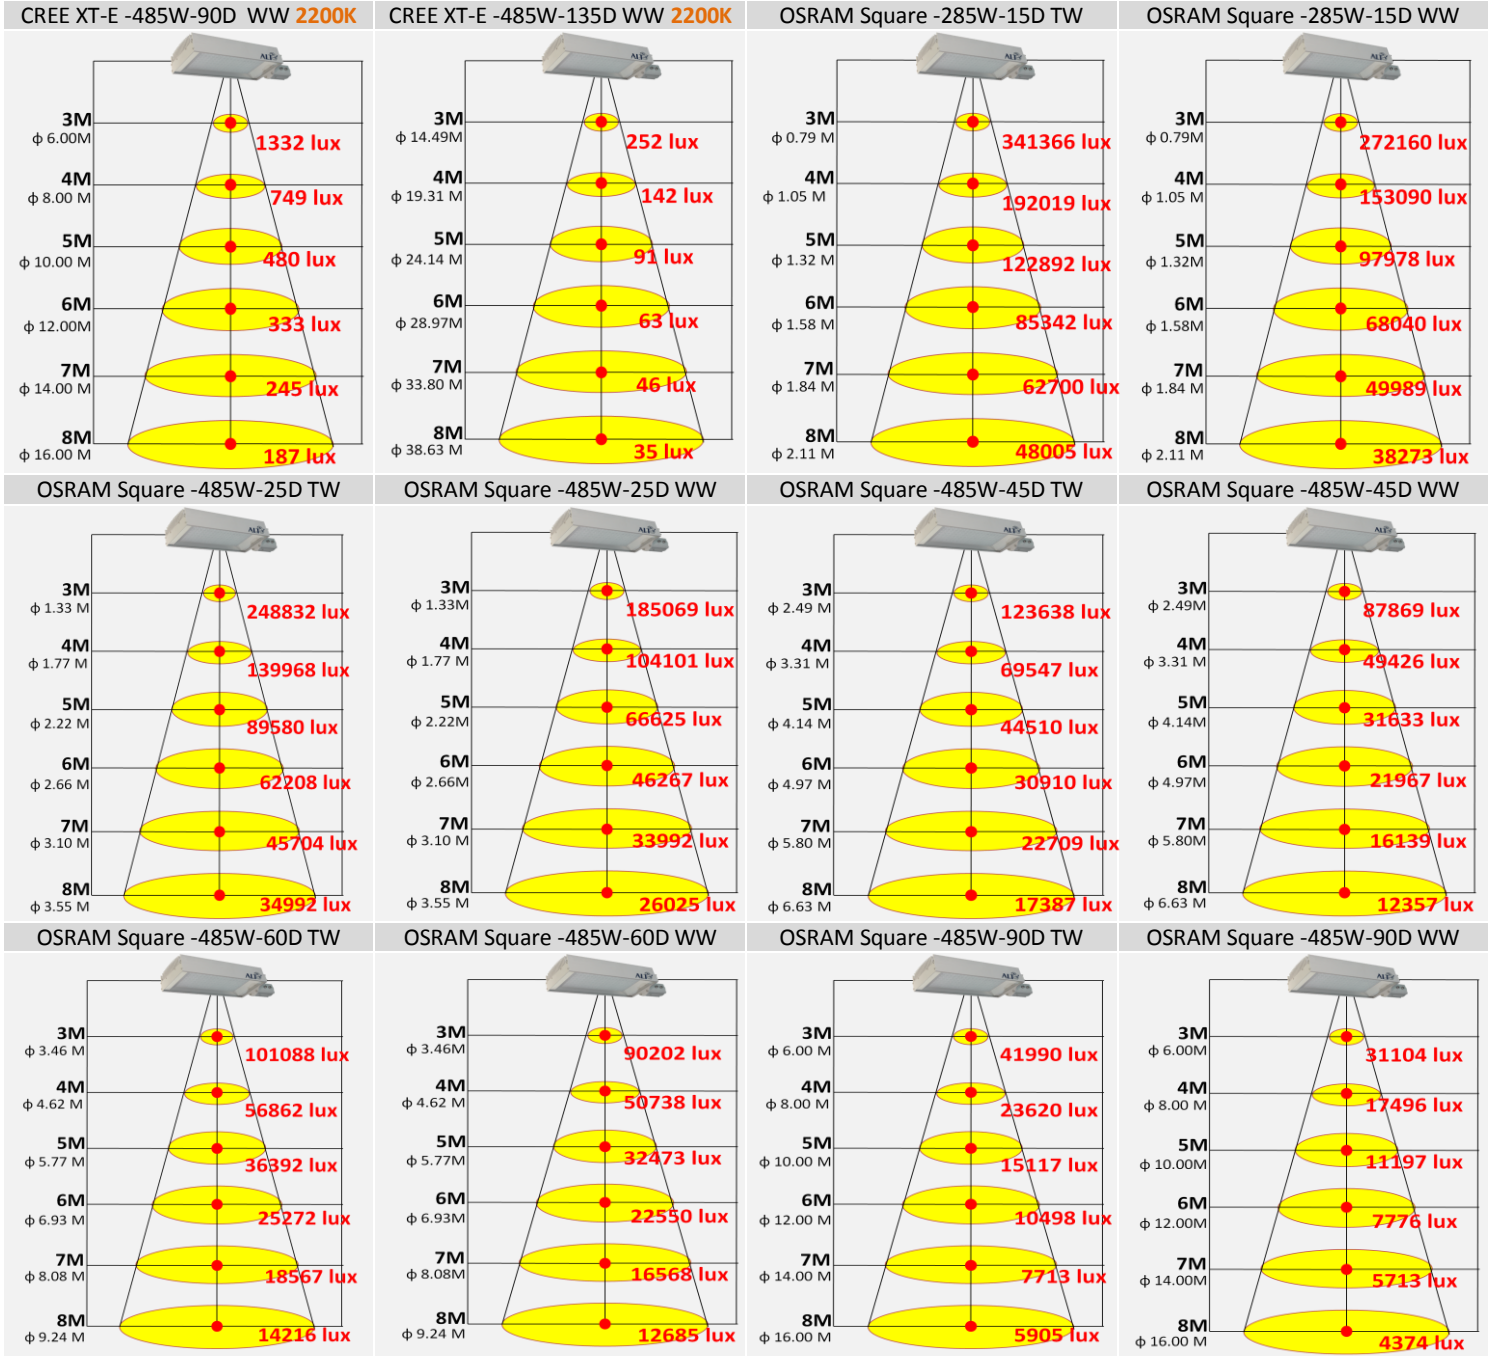 CREE XT-E -485W-90D WW 2200K
3M
ϕ 6.00M
1332 lux
4M
ϕ 8.00 M
749 lux
5M
ϕ 10.00 M
480 lux
6M
ϕ 12.00M
333 lux
7M
ϕ 14.00 M
245 lux
8M
ϕ 16.00 M
187 lux
CREE XT-E -485W-135D WW 2200K
3M
ϕ 14.49M
252 lux
4M
ϕ 19.31 M
142 lux
5M
ϕ 24.14 M
91 lux
6M
ϕ 28.97M
63 lux
7M
ϕ 33.80 M
46 lux
8M
ϕ 38.63 M
35 lux
OSRAM Square -285W-15D TW
3M
ϕ 0.79 M
341366 lux
4M
ϕ 1.05 M
192019 lux
5M
ϕ 1.32 M
122892 lux
6M
ϕ 1.58 M
85342 lux
7M
ϕ 1.84 M
62700 lux
8M
ϕ 2.11 M
48005 lux
OSRAM Square -285W-15D WW
3M
ϕ 0.79M
272160 lux
4M
ϕ 1.05 M
153090 lux
5M
ϕ 1.32M
97978 lux
6M
ϕ 1.58M
68040 lux
7M
ϕ 1.84 M
49989 lux
8M
ϕ 2.11 M
38273 lux
OSRAM Square -485W-25D TW
3M
ϕ 1.33 M
248832 lux
4M
ϕ 1.77 M
139968 lux
5M
ϕ 2.22 M
89580 lux
6M
ϕ 2.66 M
62208 lux
7M
ϕ 3.10 M
45704 lux
8M
ϕ 3.55 M
34992 lux
OSRAM Square -485W-25D WW
3M
ϕ 1.33M
185069 lux
4M
ϕ 1.77 M
104101 lux
5M
ϕ 2.22M
66625 lux
6M
ϕ 2.66M
46267 lux
7M
ϕ 3.10 M
33992 lux
8M
ϕ 3.55 M
26025 lux
OSRAM Square -485W-45D TW
3M
ϕ 2.49 M
123638 lux
4M
ϕ 3.31 M
69547 lux
5M
ϕ 4.14 M
44510 lux
6M
ϕ 4.97 M
30910 lux
7M
ϕ 5.80 M
22709 lux
8M
ϕ 6.63 M
17387 lux
OSRAM Square -485W-45D WW
3M
ϕ 2.49M
87869 lux
4M
ϕ 3.31 M
49426 lux
5M
ϕ 4.14M
31633 lux
6M
ϕ 4.97M
21967 lux
7M
ϕ 5.80M
16139 lux
8M
ϕ 6.63 M
12357 lux
OSRAM Square -485W-60D TW
3M
ϕ 3.46 M
101088 lux
4M
ϕ 4.62 M
56862 lux
5M
ϕ 5.77 M
36392 lux
6M
ϕ 6.93 M
25272 lux
7M
ϕ 8.08 M
18567 lux
8M
ϕ 9.24 M
14216 lux
OSRAM Square -485W-60D WW
3M
ϕ 3.46M
90202 lux
4M
ϕ 4.62 M
50738 lux
5M
ϕ 5.77M
32473 lux
6M
ϕ 6.93M
22550 lux
7M
ϕ 8.08M
16568 lux
8M
ϕ 9.24 M
12685 lux
OSRAM Square -485W-90D TW
3M
ϕ 6.00 M
41990 lux
4M
ϕ 8.00 M
23620 lux
5M
ϕ 10.00 M
15117 lux
6M
ϕ 12.00 M
10498 lux
7M
ϕ 14.00 M
7713 lux
8M
ϕ 16.00 M
5905 lux
OSRAM Square -485W-90D WW
3M
ϕ 6.00M
31104 lux
4M
ϕ 8.00 M
17496 lux
5M
ϕ 10.00M
11197 lux
6M
ϕ 12.00M
7776 lux
7M
ϕ 14.00M
5713 lux
8M
ϕ 16.00 M
4374 lux